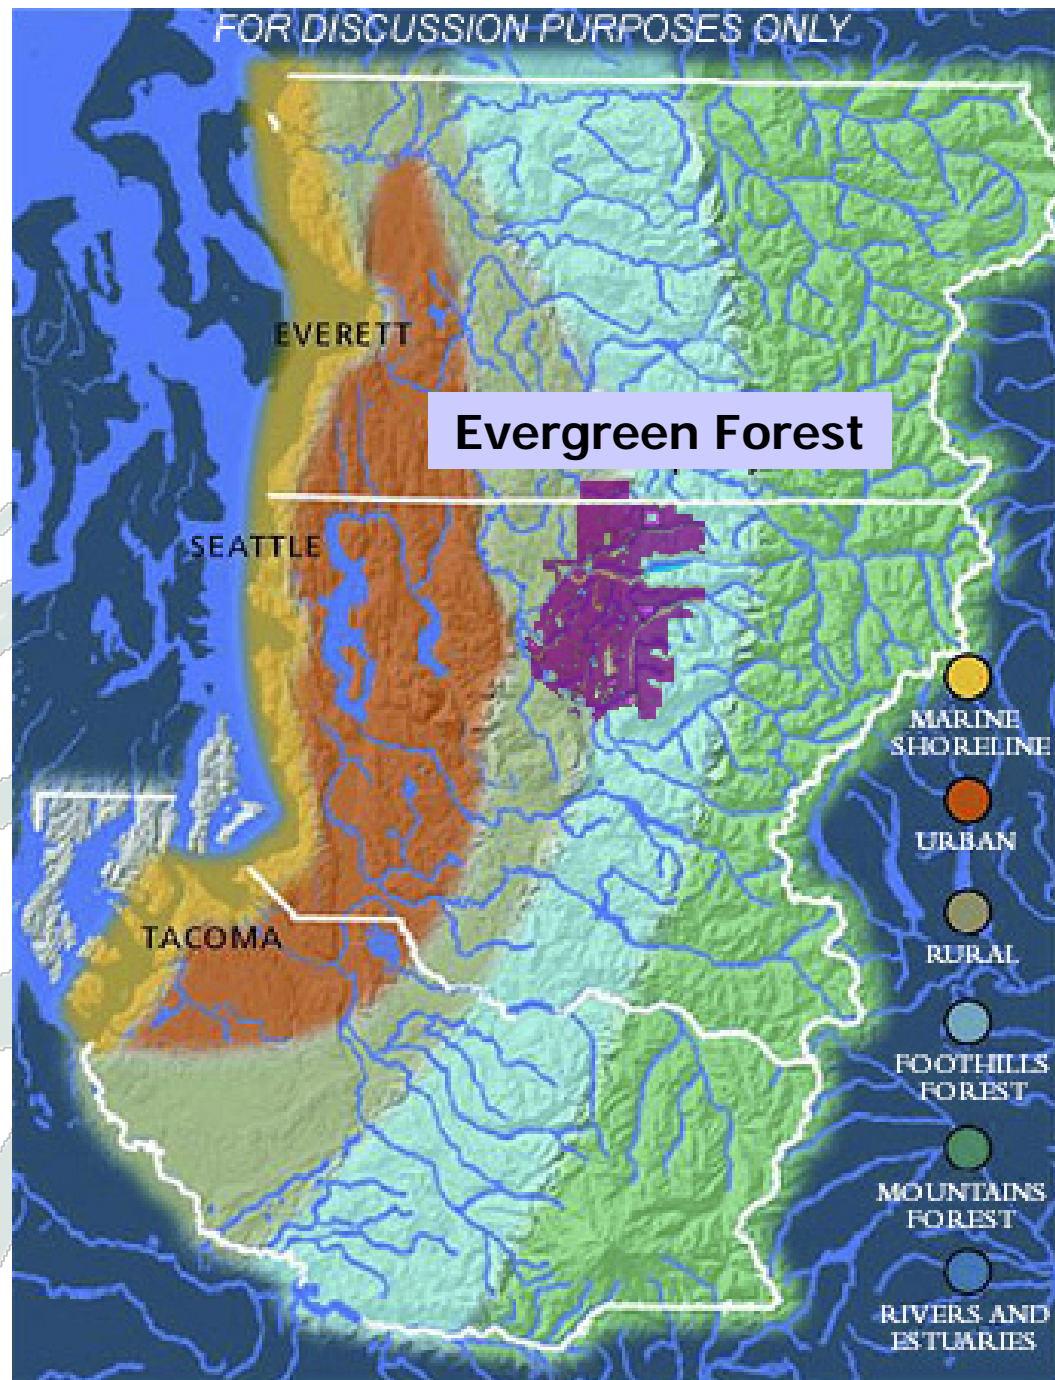 FOR DISCUSSION PURPOSES ONLY
EVERETT
Evergreen Forest
SEATTLE
MARINE
SHORELINE
URBAN
RURAL
TACOMA
FOOTHILLS
FOREST
MOUNTAINS
FOREST
RIVERS AND
ESTUARIES